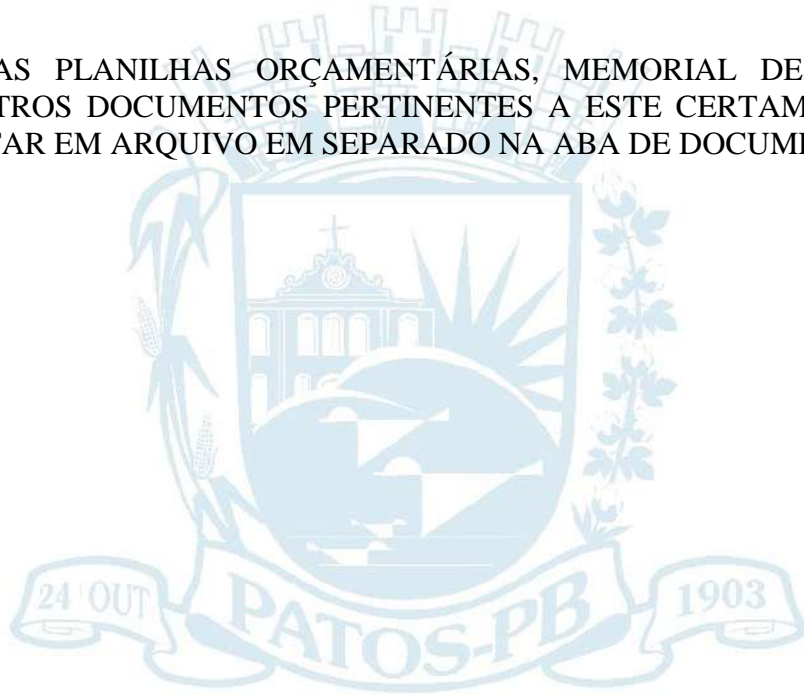 AS PLANILHAS ORÇAMENTÁRIAS, MEMORIAL DE
TROS DOCUMENTOS PERTINENTES A ESTE CERTAM
AR EM ARQUIVO EM SEPARADO NA ABA DE DOCUM
24 OUT
PATOS-PB
1903